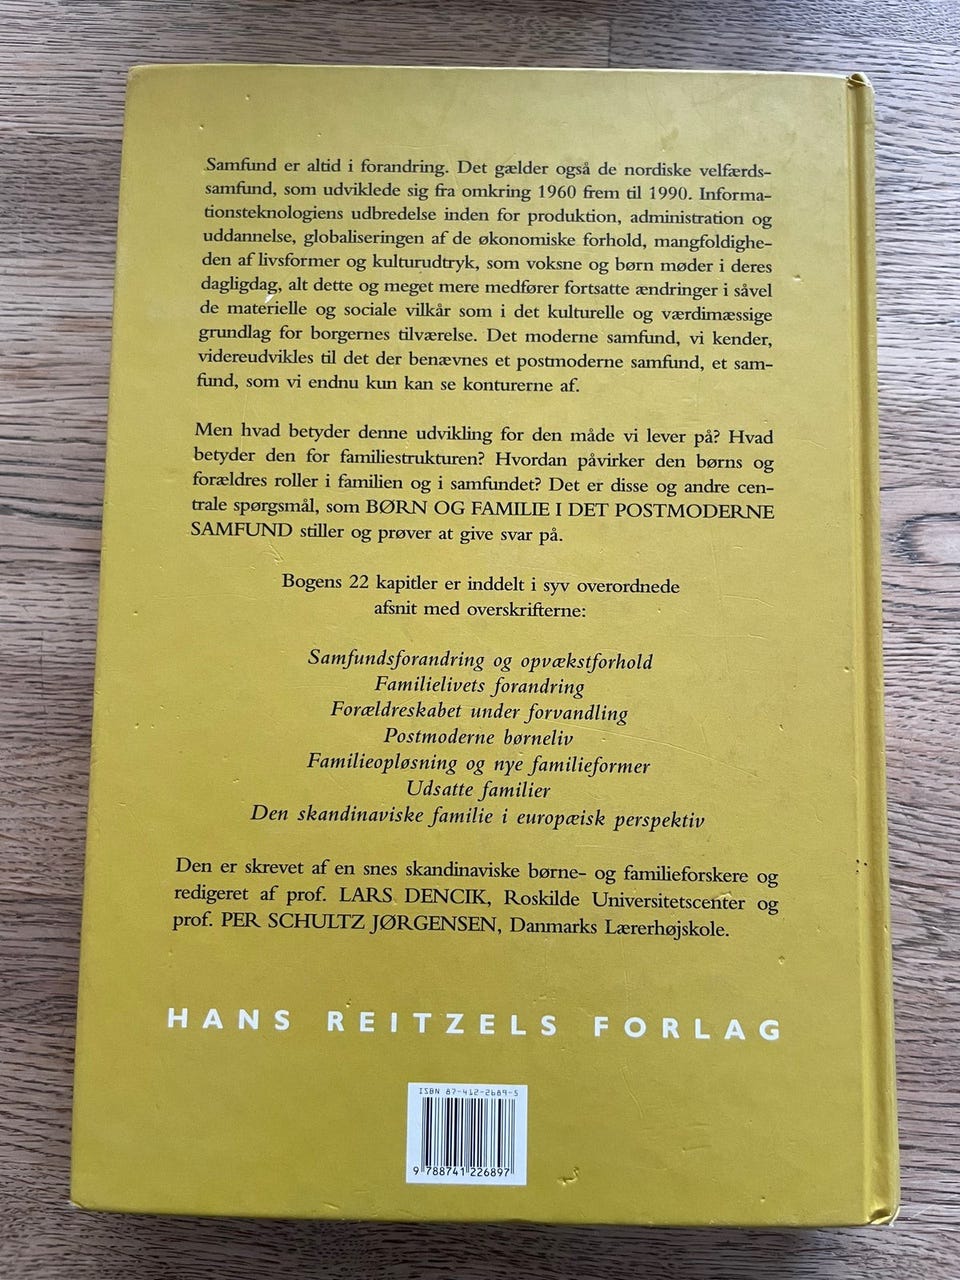 Samfund er altid i forandring. Det gælder også de nordiske velfærds-
samfund, som udviklede sig fra omkring 1960 frem til 1990. Informa-
tionsteknologiens udbredelse inden for produktion, administration og
uddannelse, globaliseringen af de økonomiske forhold, mangfoldighe-
den af livsformer og kulturudtryk, som voksne og børn møder i deres
dagligdag, alt dette og meget mere medfører fortsatte ændringer i såvel
de materielle og sociale vilkår som i det kulturelle og værdimæssige
grundlag for borgernes tilværelse. Det moderne samfund, vi kender,
videreudvikles til det der benævnes et postmoderne samfund, et sam-
fund, som vi endnu kun kan se konturerne af.
Men hvad betyder denne udvikling for den måde vi lever på? Hvad
betyder den for familiestrukturen? Hvordan påvirker den børns og
forældres roller i familien og i samfundet? Det er disse og andre cen-
trale spørgsmål, som BØRN OG FAMILIE I DET POSTMODERNE
SAMFUND stiller og prøver at give svar på.
Bogens 22 kapitler er inddelt i syv overordnede
afsnit med overskrifterne:
Samfundsforandring og opvækstforhold
Familielivets forandring
Forældreskabet under forvandling
Postmoderne børneliv
Familieopløsning og nye familieformer
Udsatte familier
Den skandinaviske familie i europæisk perspektiv
Den er skrevet af en snes skandinaviske børne- og familieforskere og
redigeret af prof. LARS DENCIK, Roskilde Universitetscenter og
prof. PER SCHULTZ JØRGENSEN, Danmarks Lærerhøjskole.
HANS REITZELS FORLAG
ISBN 87-412-2689-5
9 788741 226897